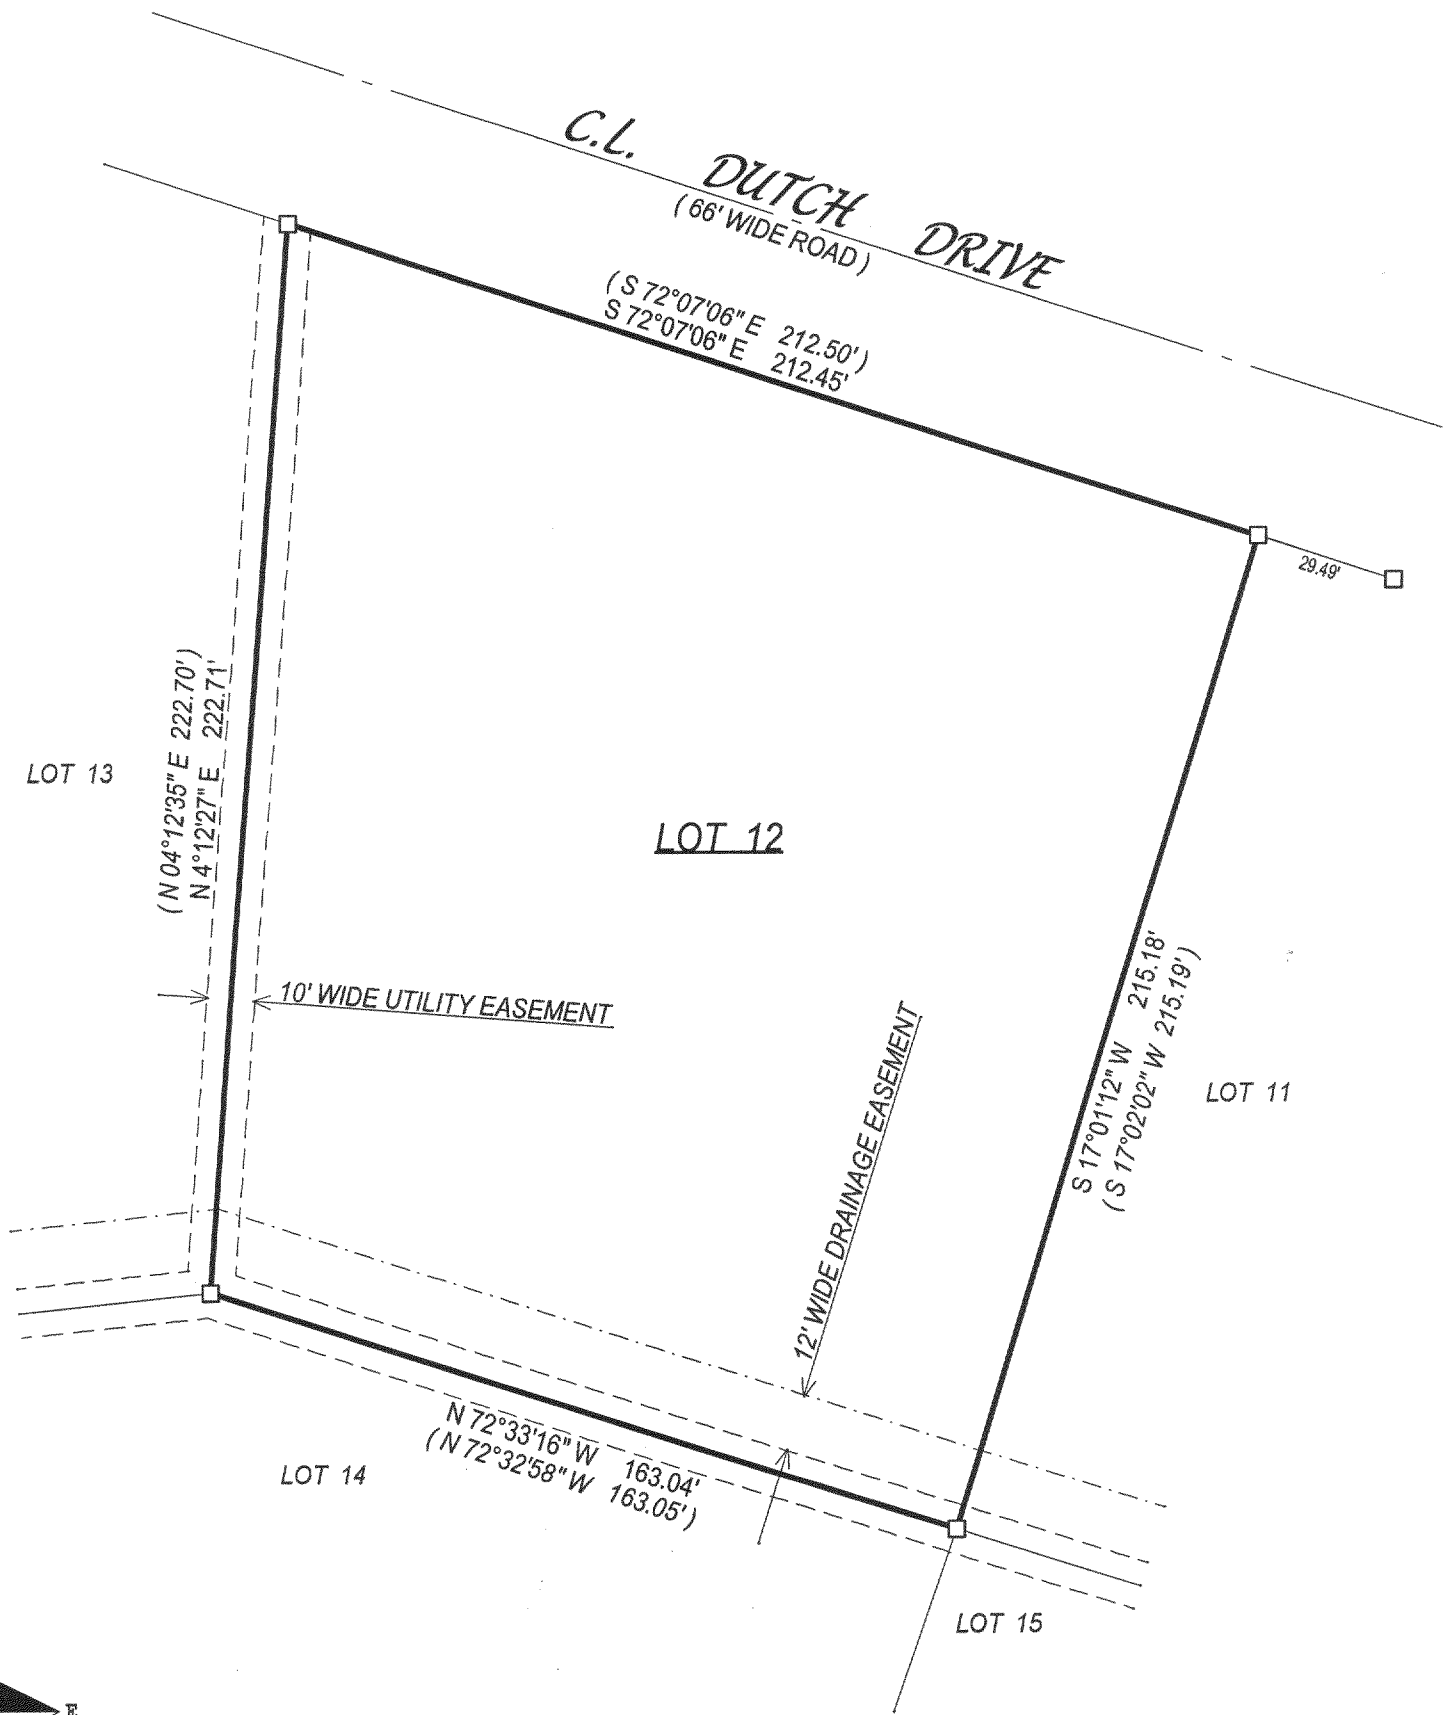 C.L. DUTCH DRIVE
( 66' WIDE ROAD )
( S 72°07'06" E 212.50' )
S 72°07'06" E 212.45'
29.49'
( N 04°12'35" E 222.70' )
N 4°12'27" E 222.71'
LOT 13
LOT 12
S 17°01'12" W 215.18'
( S 17°02'02" W 215.19' )
10' WIDE UTILITY EASEMENT
12' WIDE DRAINAGE EASEMENT
LOT 11
N 72°33'16" W 163.04'
( N 72°32'58" W 163.05' )
LOT 14
LOT 15
E